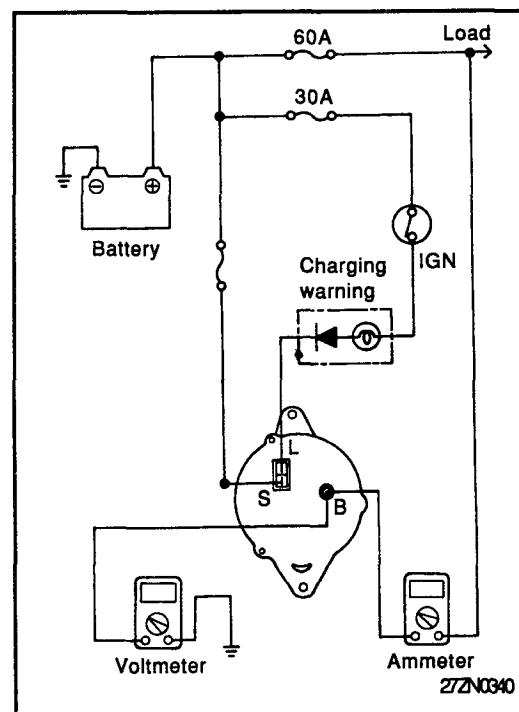 60A
Load
30A
⊖ ⊕
Battery
IGN
Charging
warning
L
S
B
Voltmeter
Ammeter
27ZN0340